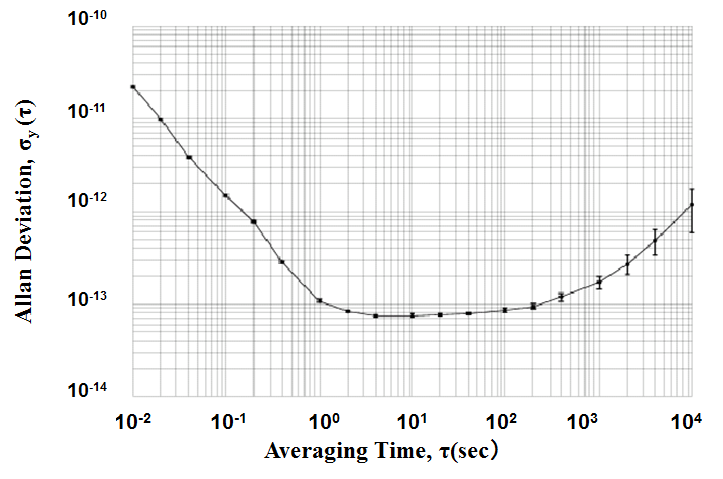 10⁻¹⁰
10⁻¹¹
10⁻¹²
10⁻¹³
10⁻¹⁴
Allan Deviation, σy (τ)
10⁻² 10⁻¹ 10⁰ 10¹ 10² 10³ 10⁴
Averaging Time, τ(sec）